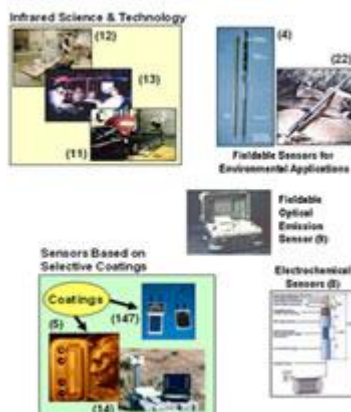 Infrared Science & Technology
(12)
(13)
(11)
(4)
(22)
Fieldable Sensors for
Environmental Applications
Fieldable
Optical
Emission
Sensor (9)
Sensors Based on
Selective Coatings
Coatings
(147)
(5)
(14)
Electrochemical
Sensors (8)